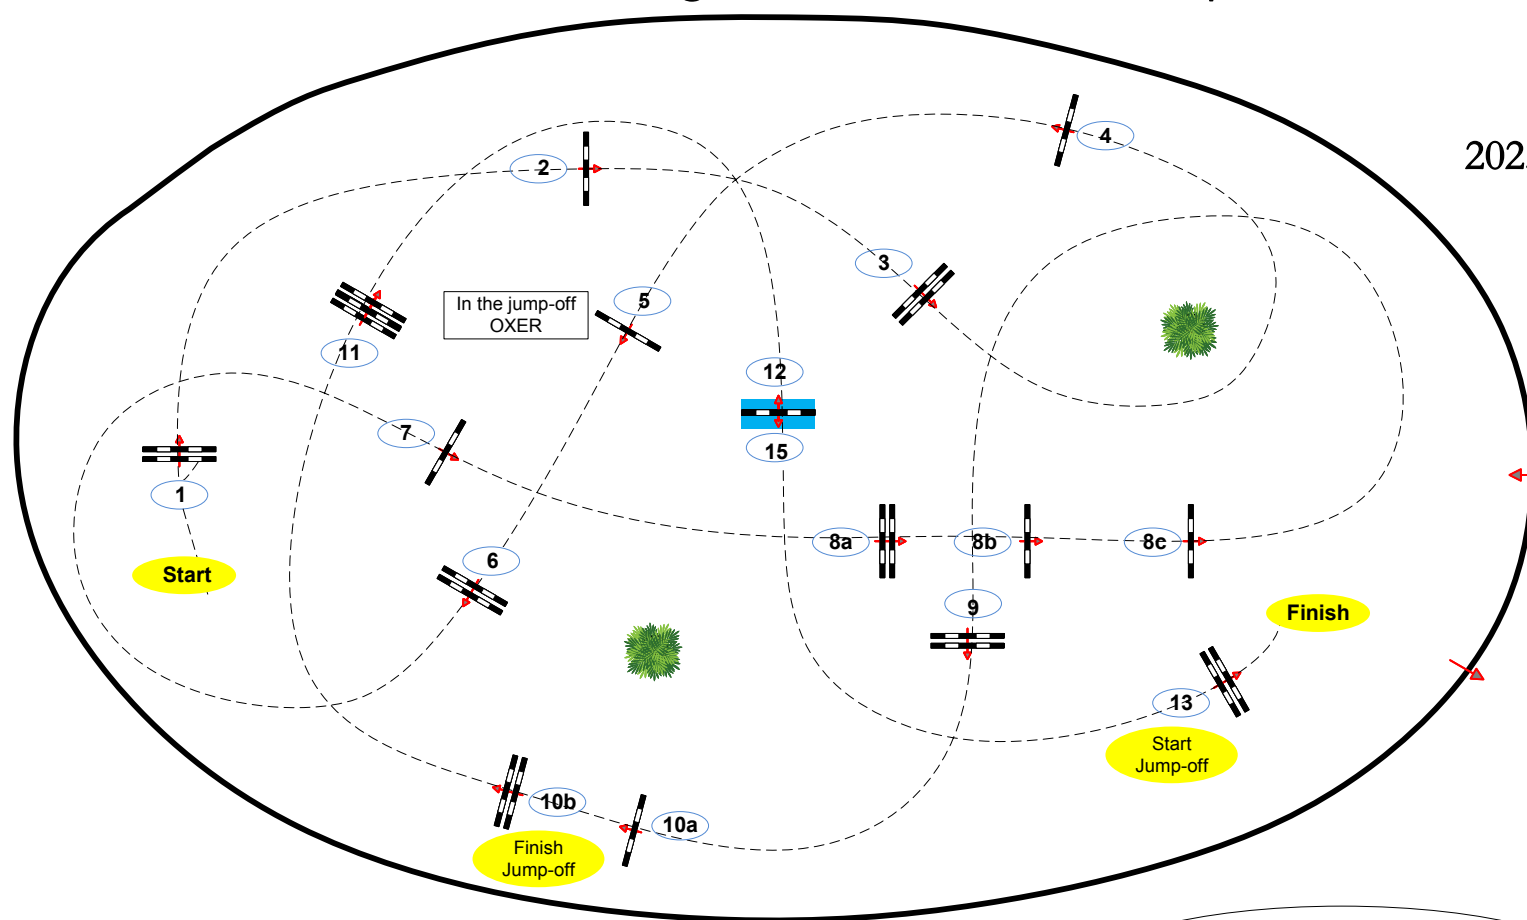 202
4
2
3
In the jump-off
OXER
5
11
12
7
15
1
8a
8b
8c
6
Start
9
Finish
13
Start
Jump-off
10b
10a
Finish
Jump-off